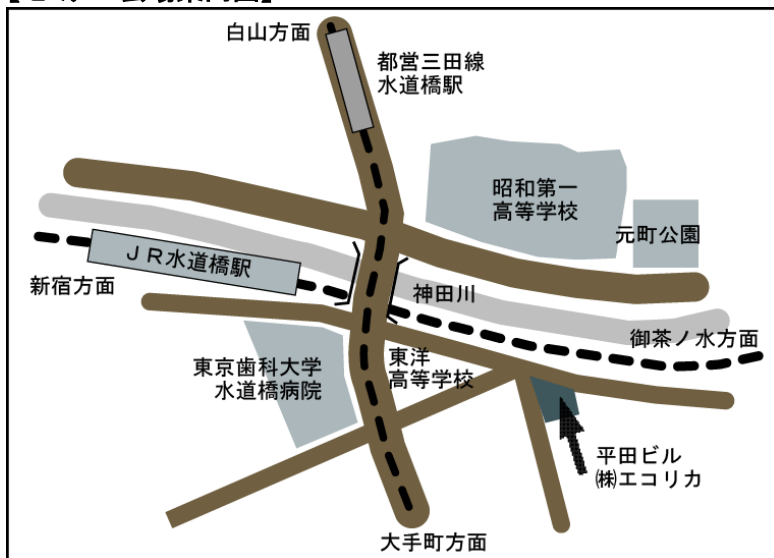 白山方面
都営三田線
水道橋駅
昭和第一
高等学校
元町公園
ＪＲ水道橋駅
新宿方面
神田川
御茶ノ水方面
東京歯科大学
水道橋病院
東洋
高等学校
平田ビル
㈱エコリカ
大手町方面